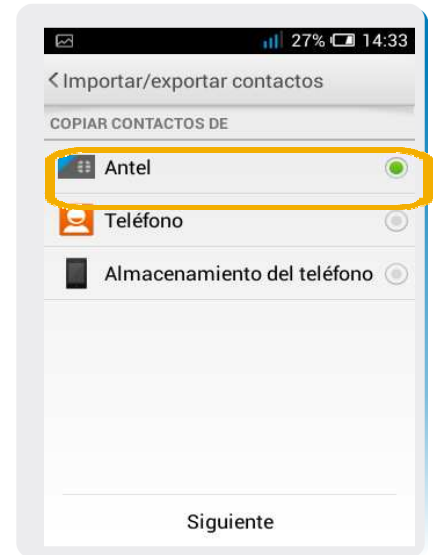 27% 14:33
Importar/exportar contactos
COPIAR CONTACTOS DE
Antel
Teléfono
Almacenamiento del teléfono
Siguiente